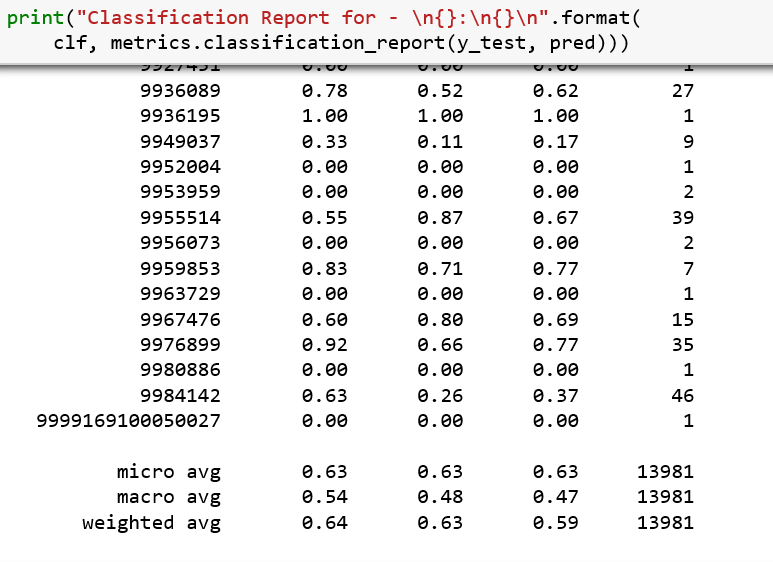 print("Classification Report for - \n{}:\n{}\n".format(
clf, metrics.classification_report(y_test, pred)))
9936089 0.78 0.52 0.62 27
9936195 1.00 1.00 1.00 1
9949037 0.33 0.11 0.17 9
9952004 0.00 0.00 0.00 1
9953959 0.00 0.00 0.00 2
9955514 0.55 0.87 0.67 39
9956073 0.00 0.00 0.00 2
9959853 0.83 0.71 0.77 7
9963729 0.00 0.00 0.00 1
9967476 0.60 0.80 0.69 15
9976899 0.92 0.66 0.77 35
9980886 0.00 0.00 0.00 1
9984142 0.63 0.26 0.37 46
9999169100050027 0.00 0.00 0.00 1
micro avg 0.63 0.63 0.63 13981
macro avg 0.54 0.48 0.47 13981
weighted avg 0.64 0.63 0.59 13981